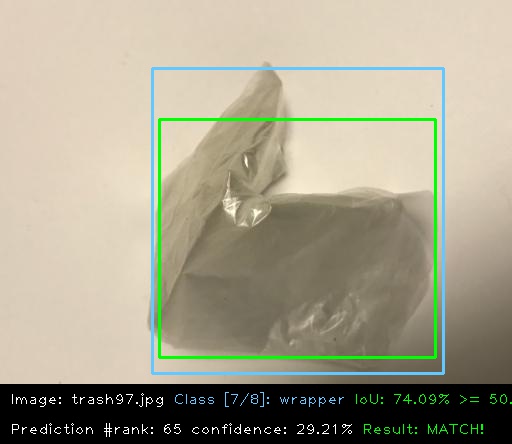 Image: trash97.jpg Class [7/8]: wrapper IoU: 74.09% >= 50.
Prediction #rank: 65 confidence: 29.21% Result: MATCH!